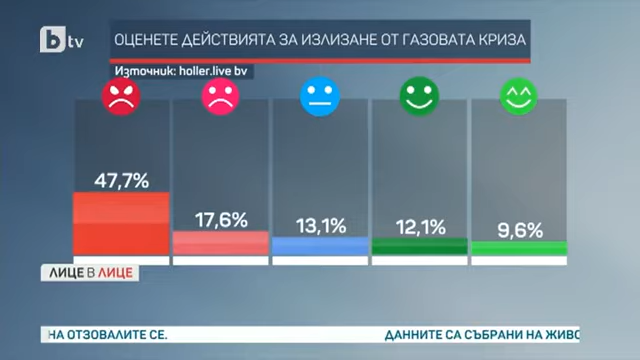 btv
ОЦЕНЕТЕ ДЕЙСТВИЯТА ЗА ИЗЛИЗАНЕ ОТ ГАЗОВАТА КРИЗА
Източник: holler.live bv
47,7%
17,6%
13,1%
12,1%
9,6%
ЛИЦЕ В ЛИЦЕ
НА ОТЗОВАЛИТЕ СЕ.
ДАННИТЕ СА СЪБРАНИ НА ЖИВО